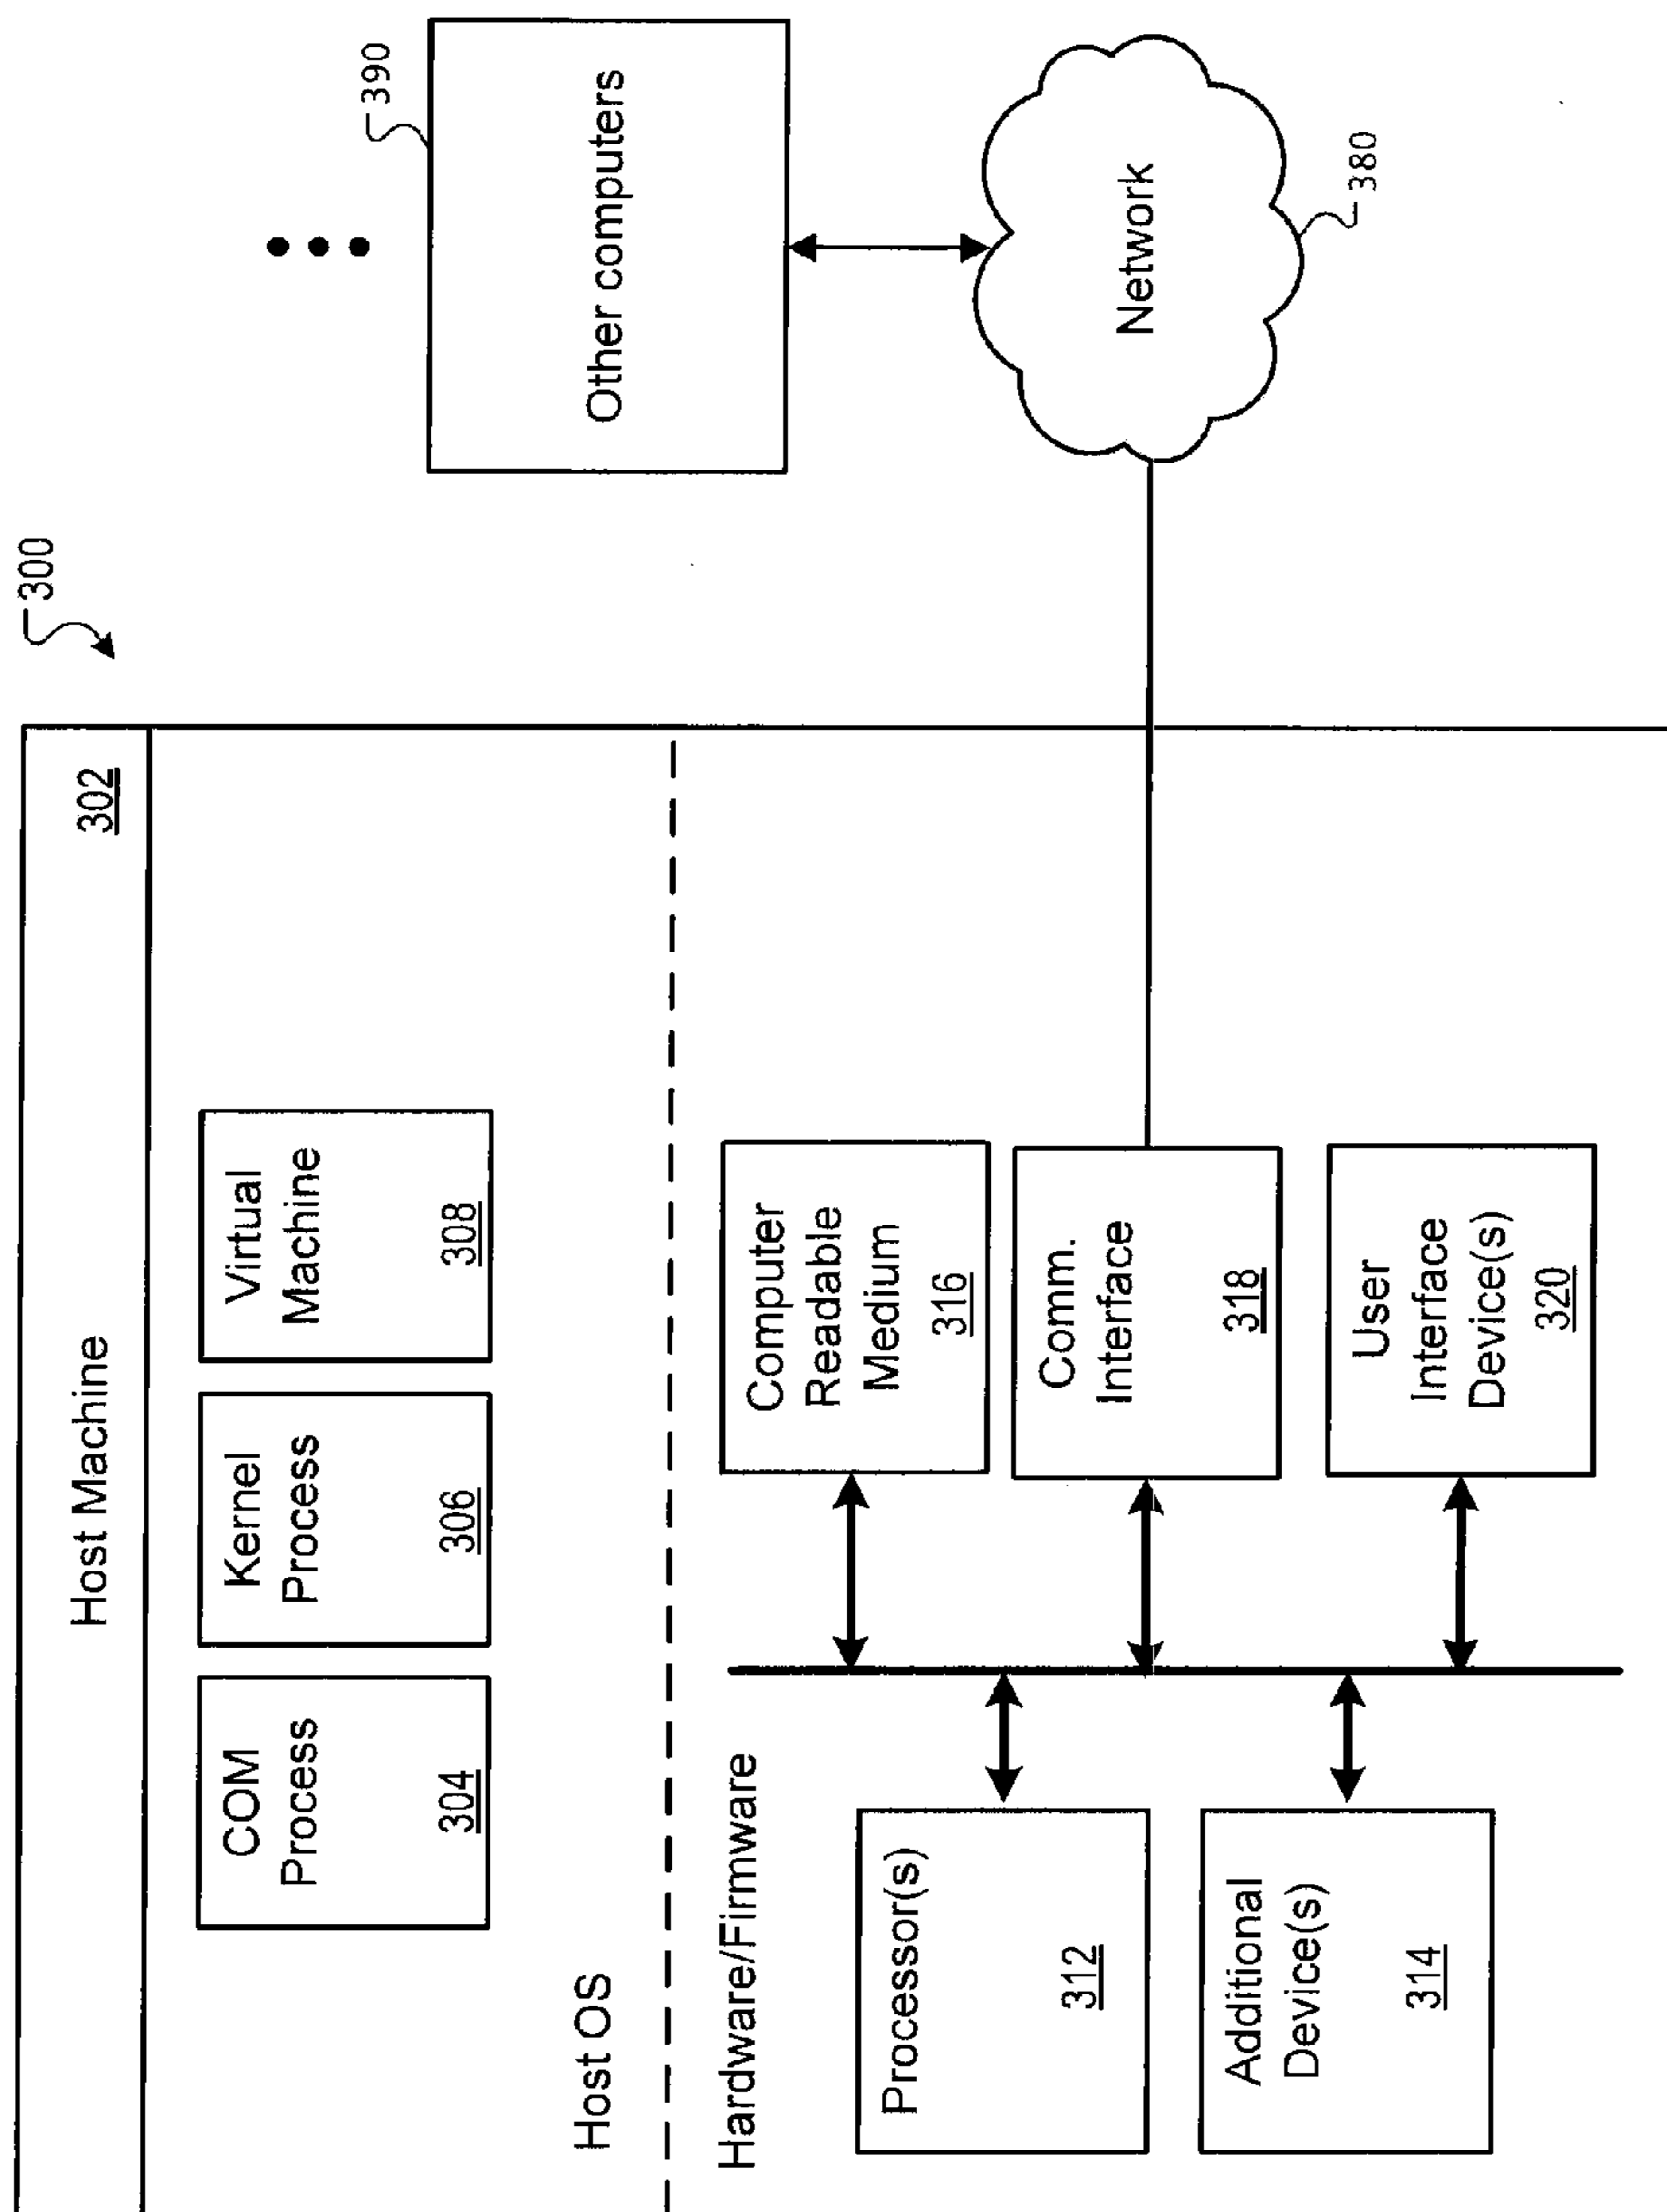 300
Host Machine
302
COM
Process
304
Kernel
Process
306
Virtual
Machine
308
Host OS
Hardware/Firmware
Processor(s)
312
Additional
Device(s)
314
Computer
Readable
Medium
316
Comm.
Interface
318
User
Interface
Device(s)
320
390
Other computers
Network
380